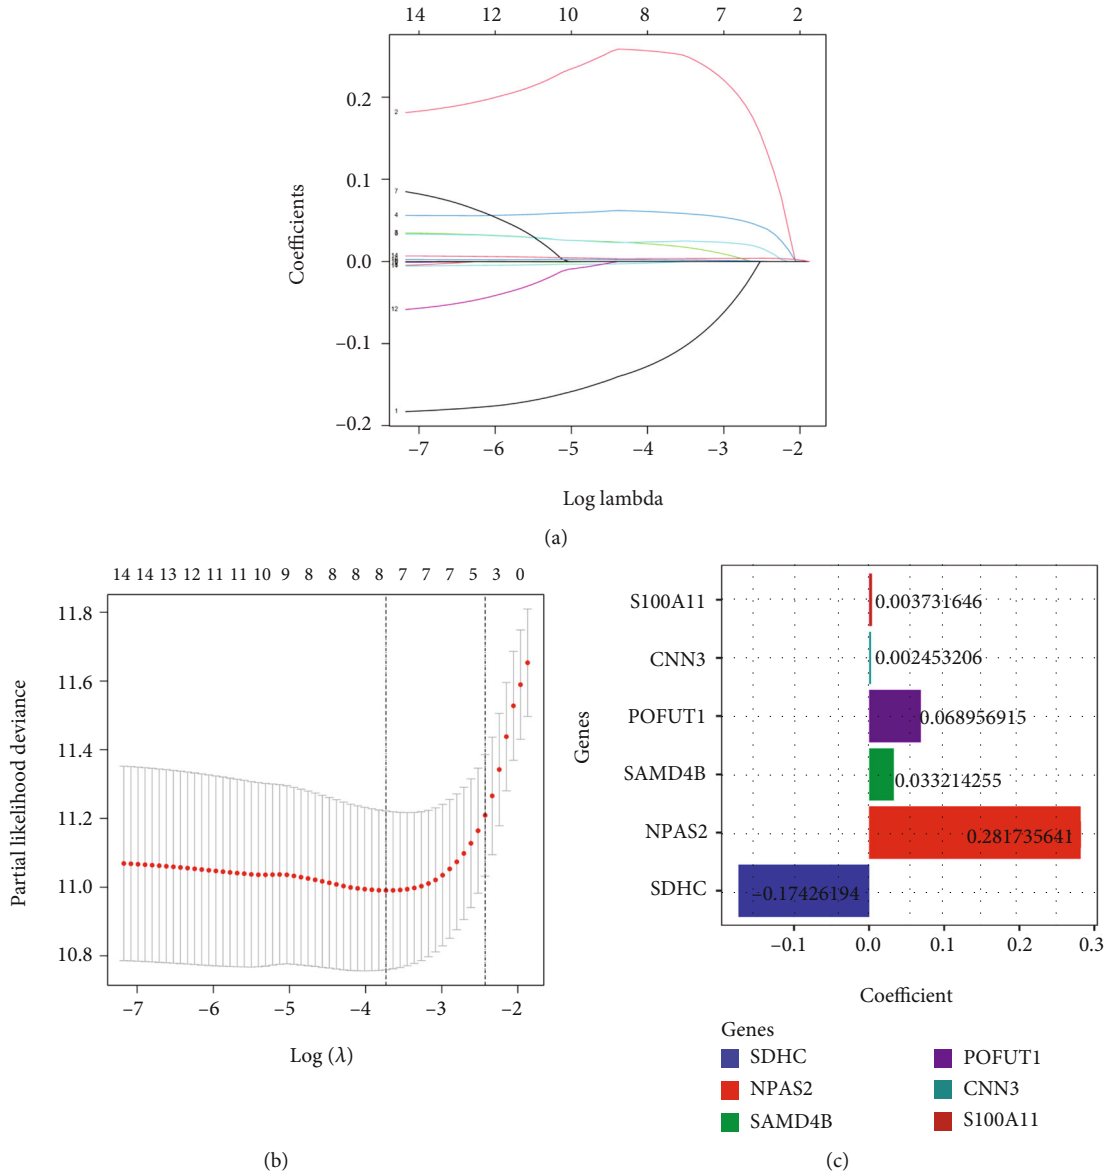 14 12 10 8 7 2
0.2
0.1
0.0
−0.1
−0.2
Coefficients
2
7
4
12
1
−7 −6 −5 −4 −3 −2
Log lambda
(a)
14 14 13 12 11 11 10 9 8 8 8 8 7 7 7 5 3 0
11.8
11.6
11.4
11.2
11.0
10.8
Partial likelihood deviance
−7 −6 −5 −4 −3 −2
Log (λ)
(b)
Genes
S100A11 0.003731646
CNN3 0.002453206
POFUT1 0.068956915
SAMD4B 0.033214255
NPAS2 0.281735641
SDHC −0.17426194
−0.1 0.0 0.1 0.2 0.3
Coefficient
Genes
SDHC POFUT1
NPAS2 CNN3
SAMD4B S100A11
(c)